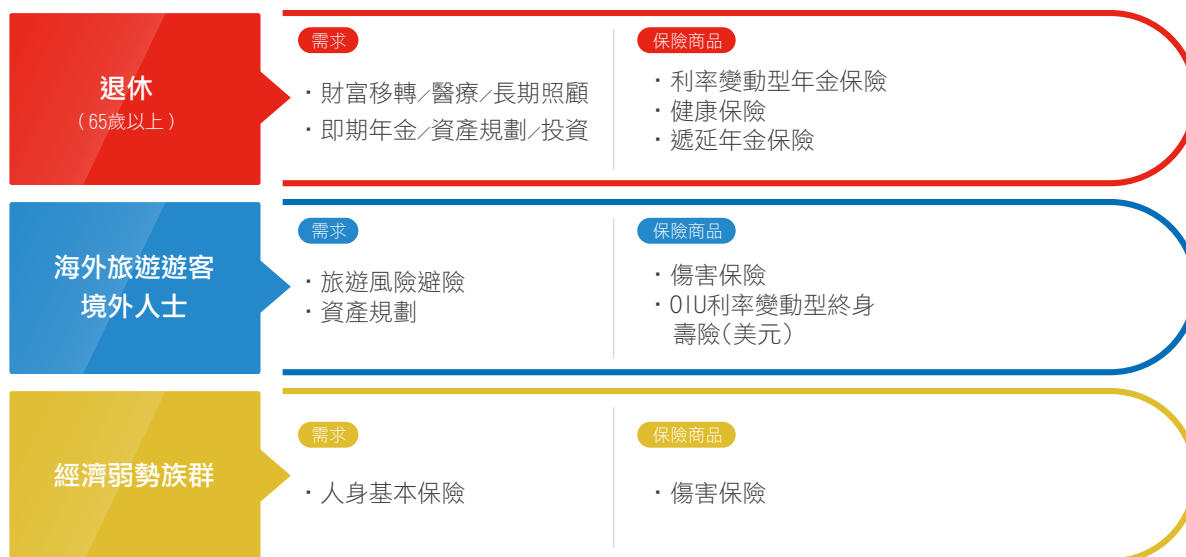 退休
(65歲以上)
需求
・財富移轉/醫療/長期照顧
・即期年金/資產規劃/投資
保險商品
・利率變動型年金保險
・健康保險
・遞延年金保險
海外旅遊遊客
境外人士
需求
・旅遊風險避險
・資產規劃
保險商品
・傷害保險
・OIU利率變動型終身
壽險(美元)
經濟弱勢族群
需求
・人身基本保險
保險商品
・傷害保險